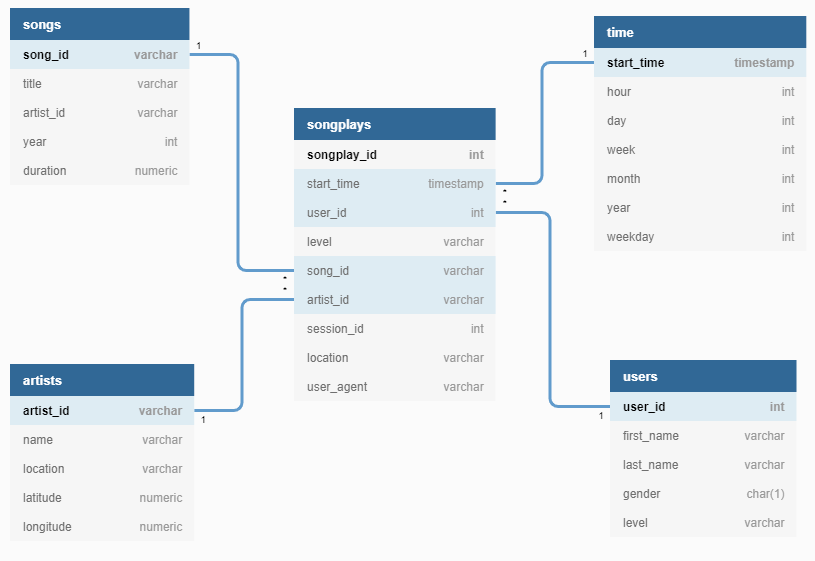 songs
song_id varchar
title varchar
artist_id varchar
year int
duration numeric
1
time
start_time timestamp
hour int
day int
week int
month int
year int
weekday int
1
songplays
songplay_id int
start_time timestamp
user_id int
level varchar
song_id varchar
artist_id varchar
session_id int
location varchar
user_agent varchar
*
*
*
*
artists
artist_id varchar
name varchar
location varchar
latitude numeric
longitude numeric
1
users
user_id int
first_name varchar
last_name varchar
gender char(1)
level varchar
1